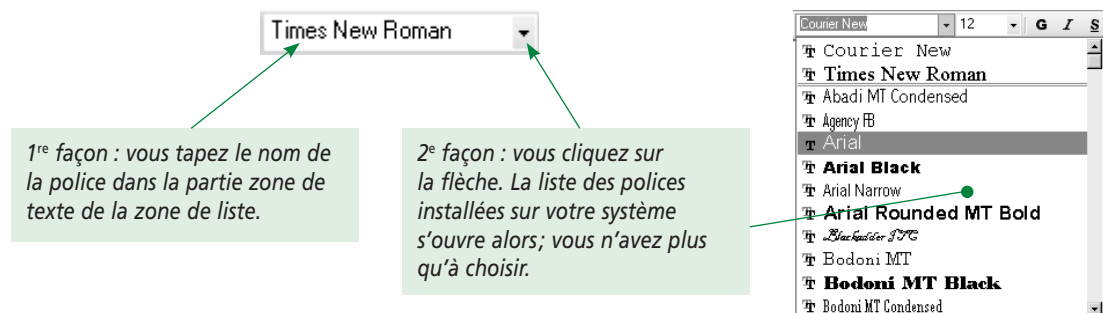 Times New Roman
1re façon : vous tapez le nom de
la police dans la partie zone de
texte de la zone de liste.
2e façon : vous cliquez sur
la flèche. La liste des polices
installées sur votre système
s’ouvre alors; vous n’avez plus
qu’à choisir.
Courier New 12 G I S
Courier New
Times New Roman
Abadi MT Condensed
Agency FB
Arial
Arial Black
Arial Narrow
Arial Rounded MT Bold
Blackadder ITC
Bodoni MT
Bodoni MT Black
Bodoni MT Condensed